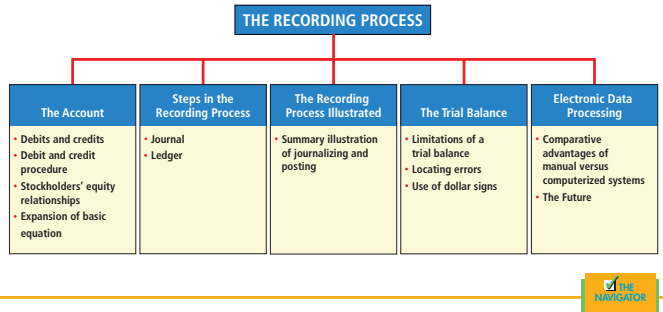 THE RECORDING PROCESS
The Account
• Debits and credits
• Debit and credit
procedure
• Stockholders' equity
relationships
• Expansion of basic
equation
Steps in the
Recording Process
• Journal
• Ledger
The Recording
Process Illustrated
• Summary illustration
of journalizing and
posting
The Trial Balance
• Limitations of a
trial balance
• Locating errors
• Use of dollar signs
Electronic Data
Processing
• Comparative
advantages of
manual versus
computerized systems
• The Future
THE
NAVIGATOR